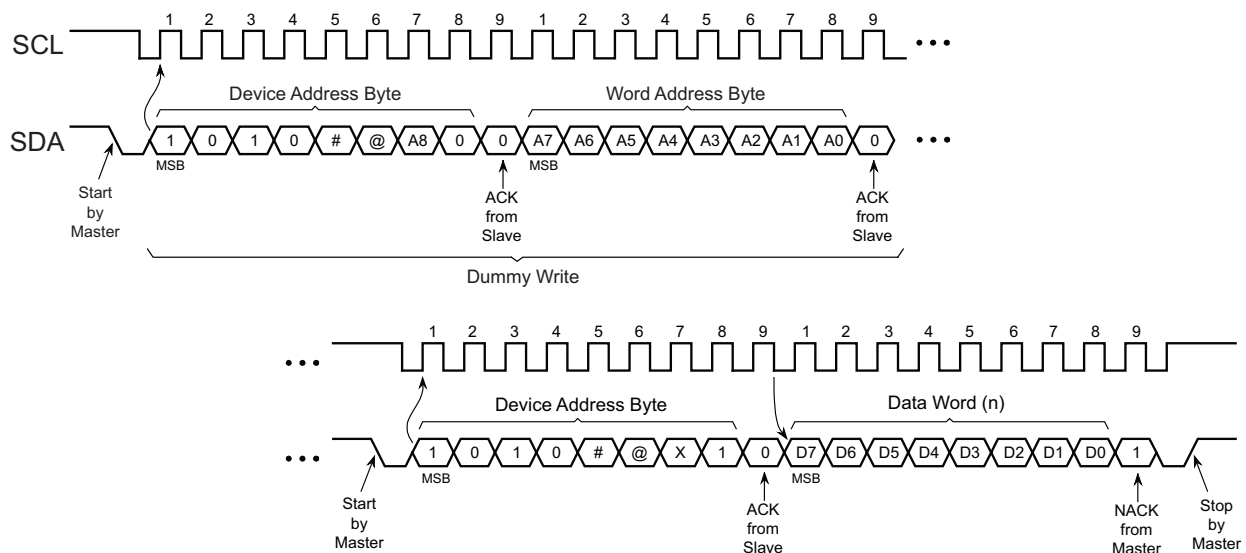 1 2 3 4 5 6 7 8 9 1 2 3 4 5 6 7 8 9
SCL
Device Address Byte Word Address Byte
SDA 1 0 1 0 # @ A8 0 0 A7 A6 A5 A4 A3 A2 A1 A0 0
MSB MSB
Start
by
Master
ACK
from
Slave
ACK
from
Slave
Dummy Write
1 2 3 4 5 6 7 8 9 1 2 3 4 5 6 7 8 9
Device Address Byte Data Word (n)
1 0 1 0 # @ X 1 0 D7 D6 D5 D4 D3 D2 D1 D0 1
MSB MSB
Start
by
Master
ACK
from
Slave
NACK
from
Master
Stop
by
Master